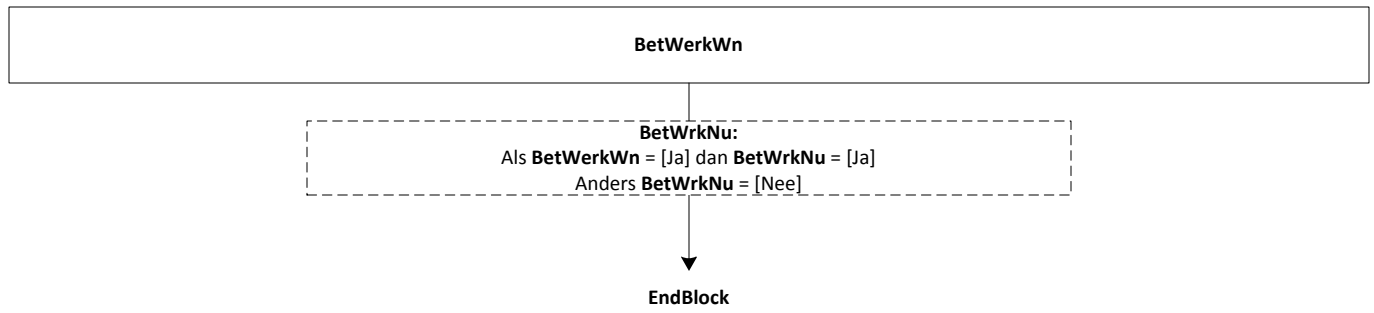 BetWerkWn
BetWrkNu:
Als BetWerkWn = [Ja] dan BetWrkNu = [Ja]
Anders BetWrkNu = [Nee]
EndBlock